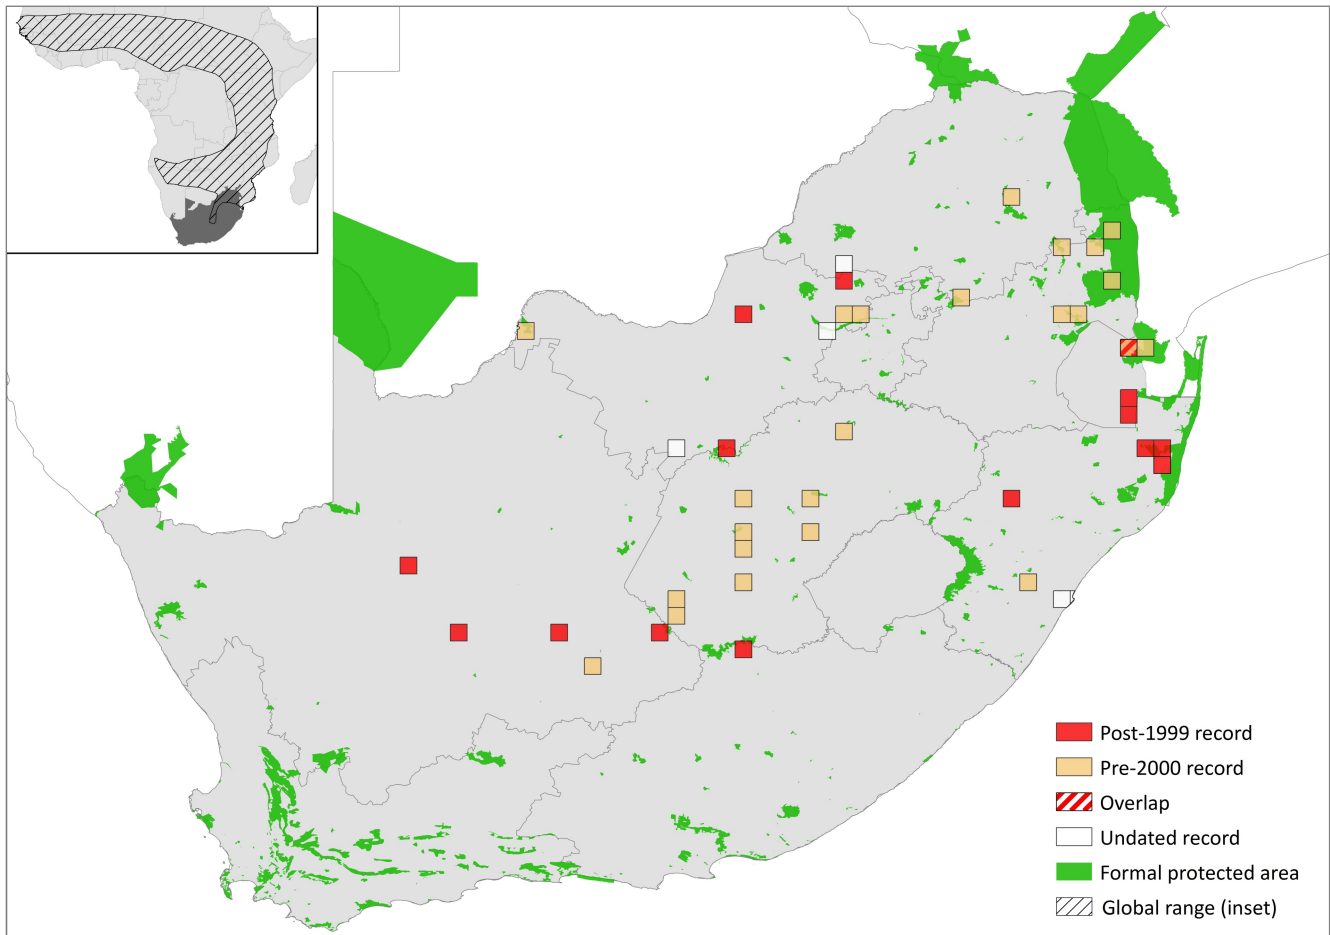 Post-1999 record
Pre-2000 record
Overlap
Undated record
Formal protected area
Global range (inset)